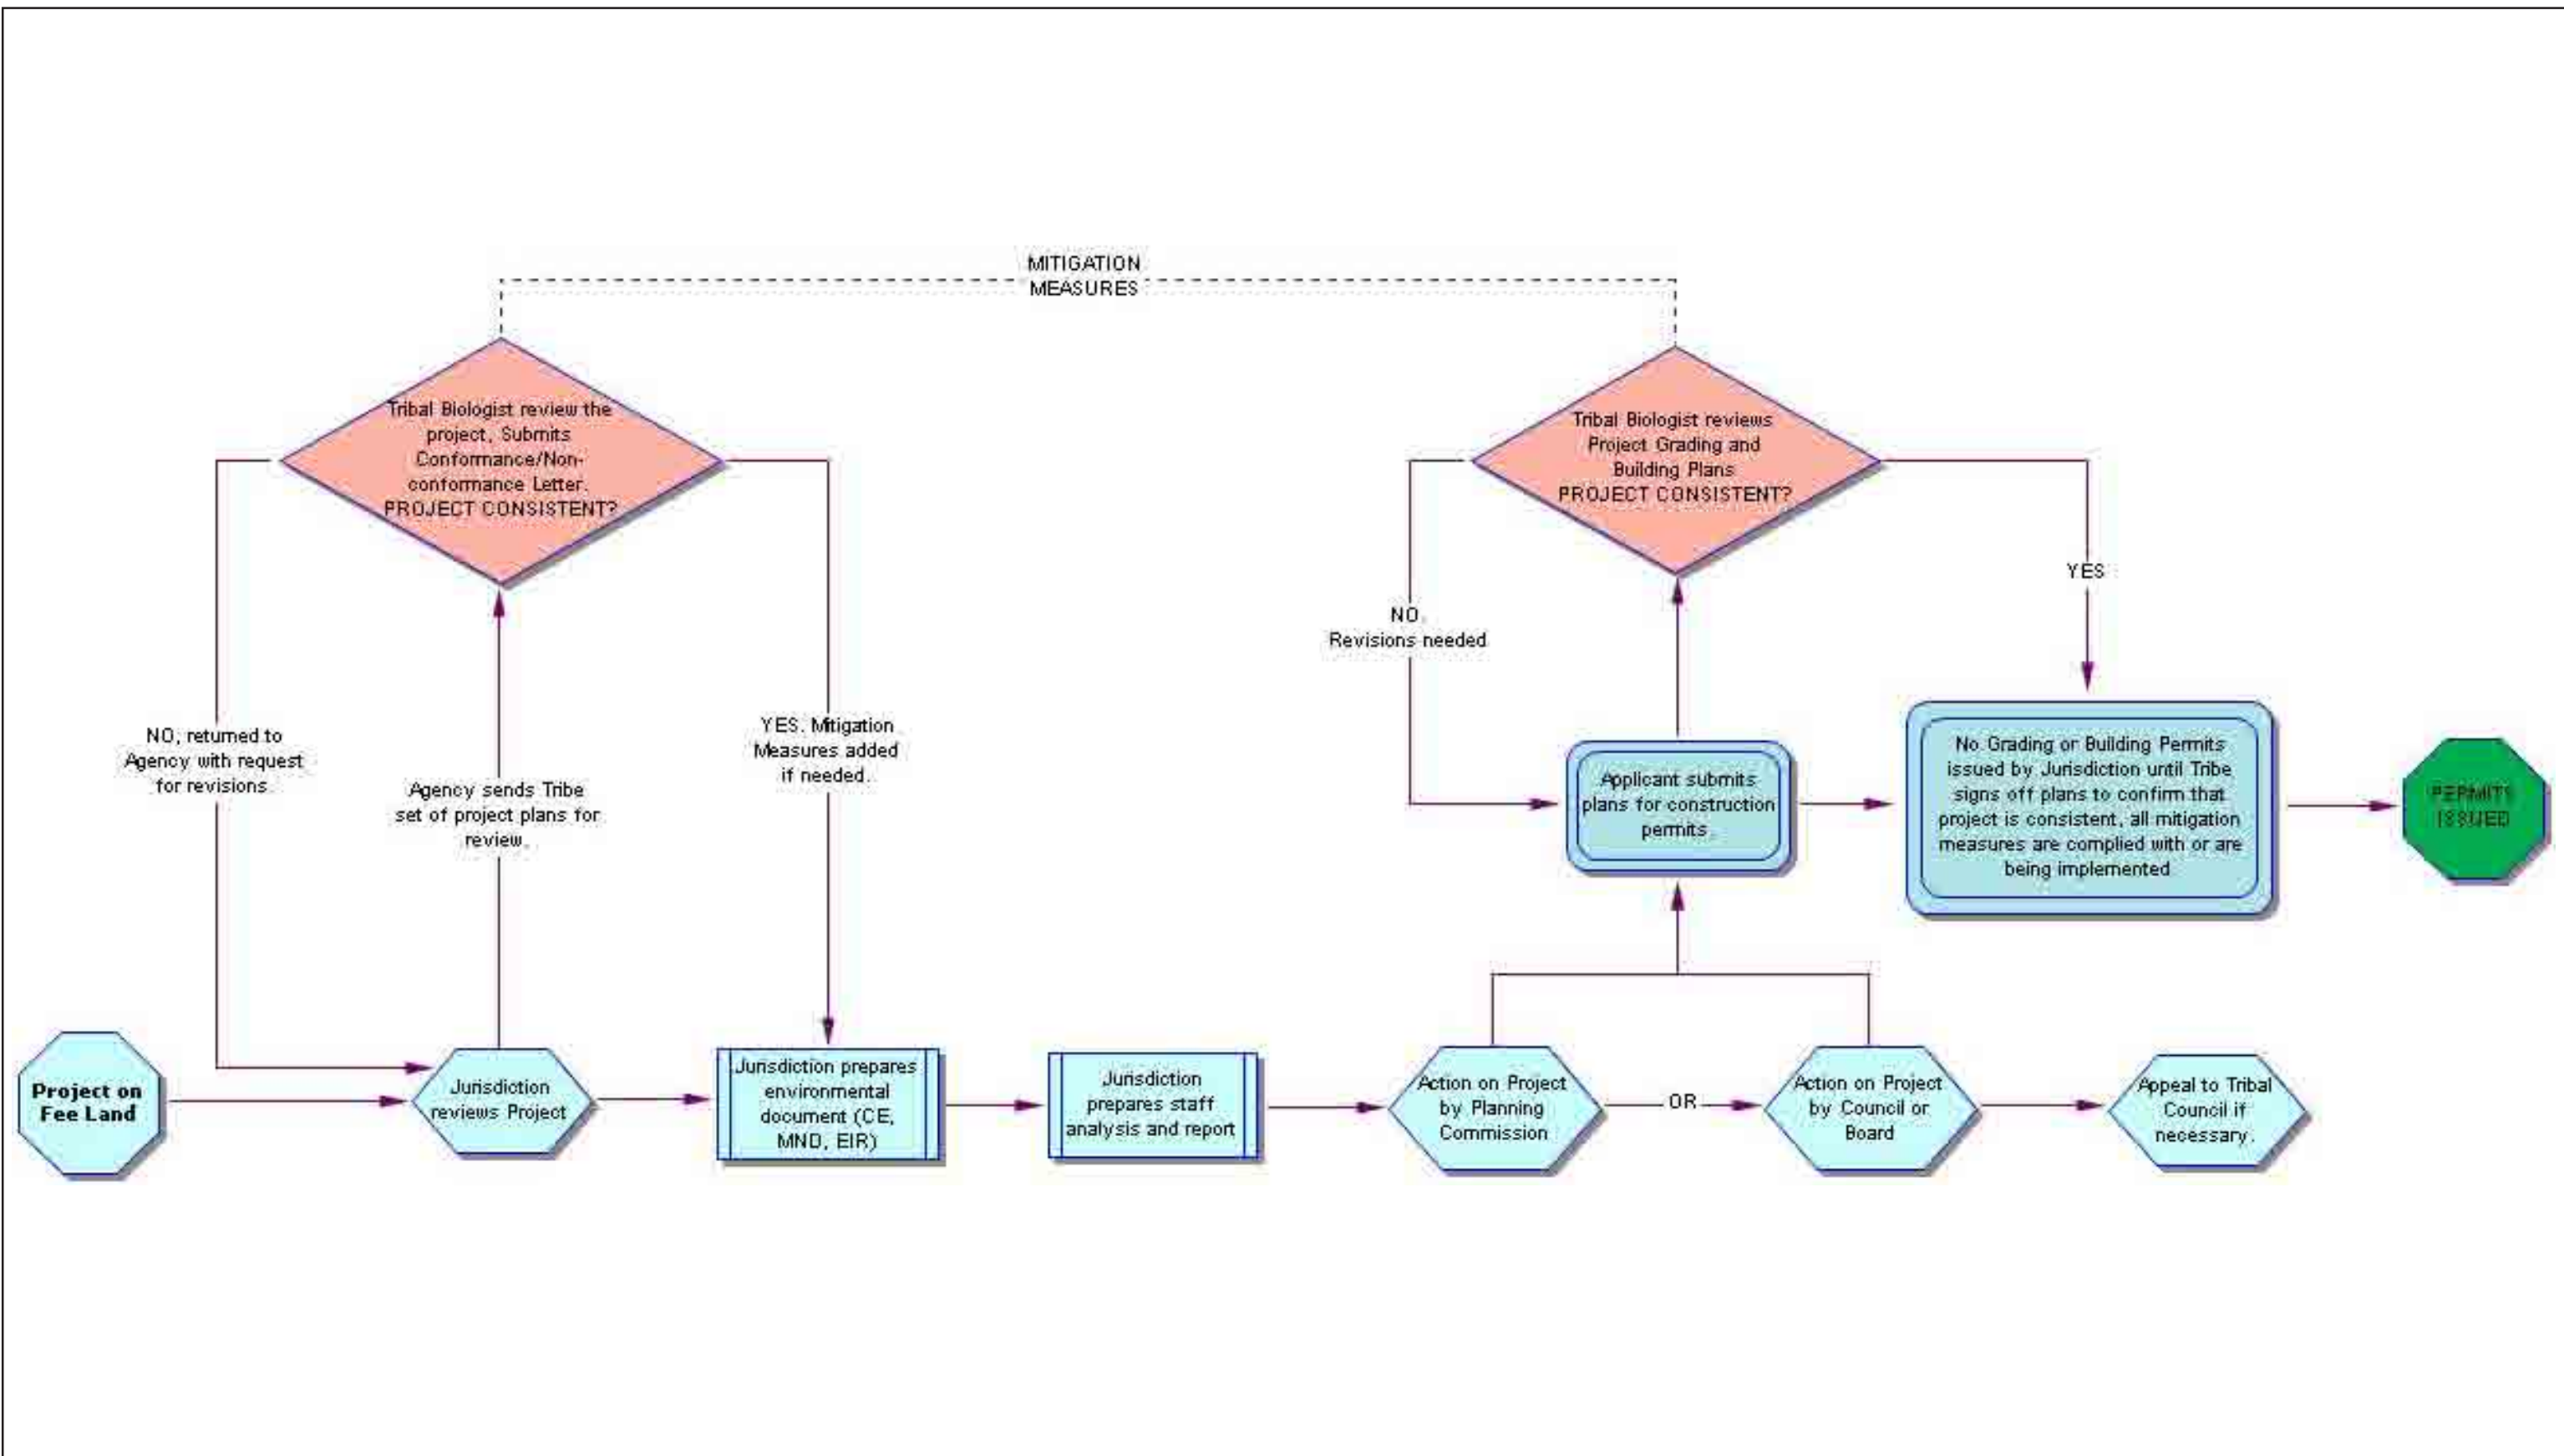 MITIGATION
MEASURES
Tribal Biologist review the
project, Submits
Conformance/Non-
conformance Letter.
PROJECT CONSISTENT?
Tribal Biologist reviews
Project Grading and
Building Plans
PROJECT CONSISTENT?
YES
NO.
Revisions needed
NO, returned to
Agency with request
for revisions.
Agency sends Tribe
set of project plans for
review.
YES. Mitigation
Measures added
if needed.
Applicant submits
plans for construction
permits.
No Grading or Building Permits
issued by Jurisdiction until Tribe
signs off plans to confirm that
project is consistent, all mitigation
measures are complied with or are
being implemented
PERMITS
ISSUED
Project on
Fee Land
Jurisdiction
reviews Project
Jurisdiction prepares
environmental
document (CE,
MND, EIR)
Jurisdiction
prepares staff
analysis and report
Action on Project
by Planning
Commission
OR
Action on Project
by Council or
Board
Appeal to Tribal
Council if
necessary.